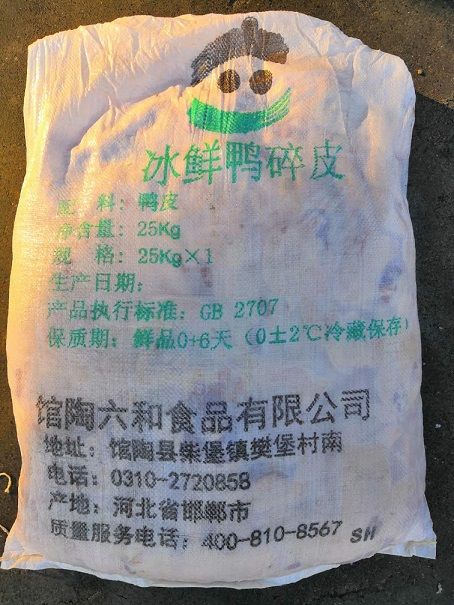 冰鲜鸭碎皮
配 料: 鸭皮
净含量: 25Kg
规 格: 25Kg×1
生产日期:
产品执行标准: GB 2707
保质期: 鲜品0+6天（0±2℃冷藏保存）
馆陶六和食品有限公司
地址: 馆陶县柴堡镇樊堡村南
电话: 0310-2720858
产地: 河北省邯郸市
质量服务电话: 400-810-8567 SH